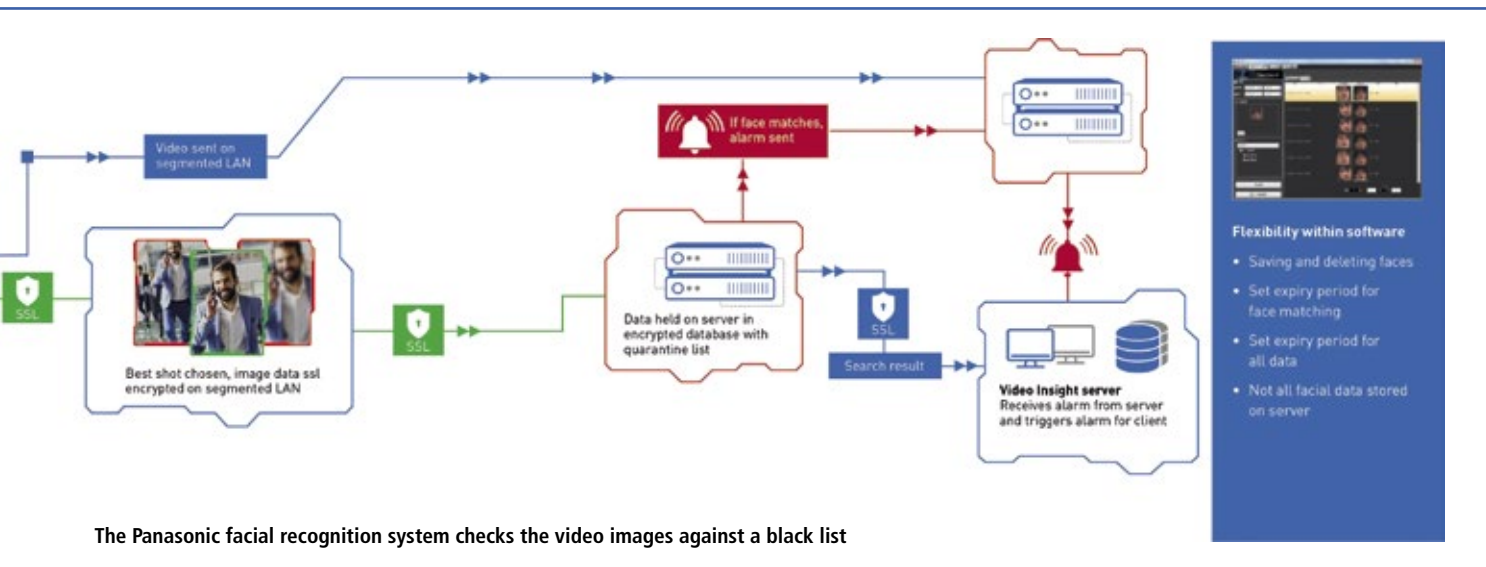 Video sent on
segmented LAN
If face matches,
alarm sent
SSL
Best shot chosen, image data ssl
encrypted on segmented LAN
SSL
Data held on server in
encrypted database with
quarantine list
SSL
Search result
Video Insight server
Receives alarm from server
and triggers alarm for client
Flexibility within software
• Saving and deleting faces
• Set expiry period for
face matching
• Set expiry period for
all data
• Not all facial data stored
on server
The Panasonic facial recognition system checks the video images against a black list